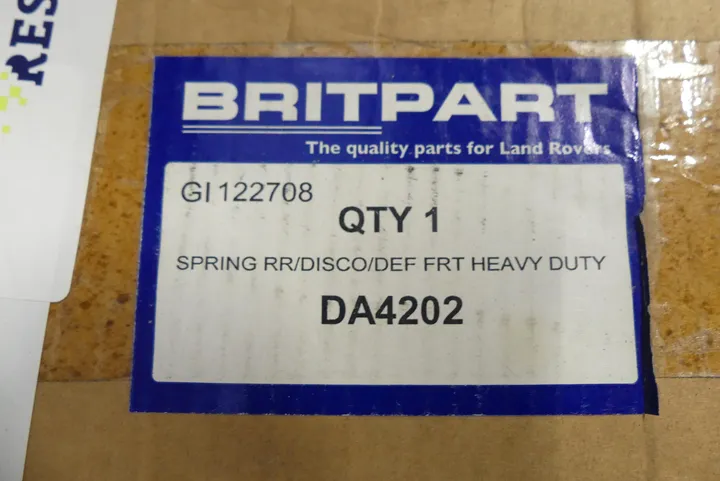 RES
BRITPART
The quality parts for Land Rovers
GI 122708
QTY 1
SPRING RR/DISCO/DEF FRT HEAVY DUTY
DA4202